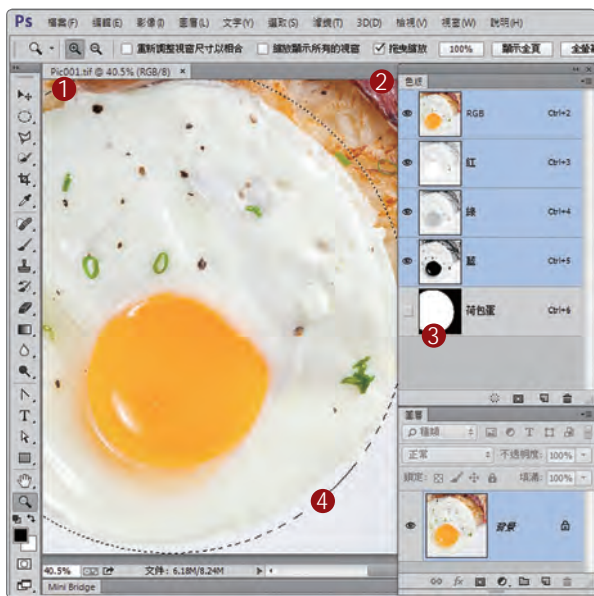 Ps 檔案(F) 編輯(E) 影像(I) 圖層(L) 文字(Y) 選取(S) 濾鏡(T) 3D(D) 檢視(V) 視窗(W) 說明(H)
重新調整視窗尺寸以相合 縮放顯示所有的視窗 拖曳縮放 100% 顯示全頁 全螢
Pic001.tif @ 40.5% (RGB/8) ×
1
2
色版
RGB Ctrl+2
紅 Ctrl+3
綠 Ctrl+4
藍 Ctrl+5
荷包蛋 Ctrl+6
3
圖層
種類
正常 不透明度: 100%
鎖定: 填滿: 100%
背景
4
40.5% 文件: 6.18M/8.24M
Mini Bridge